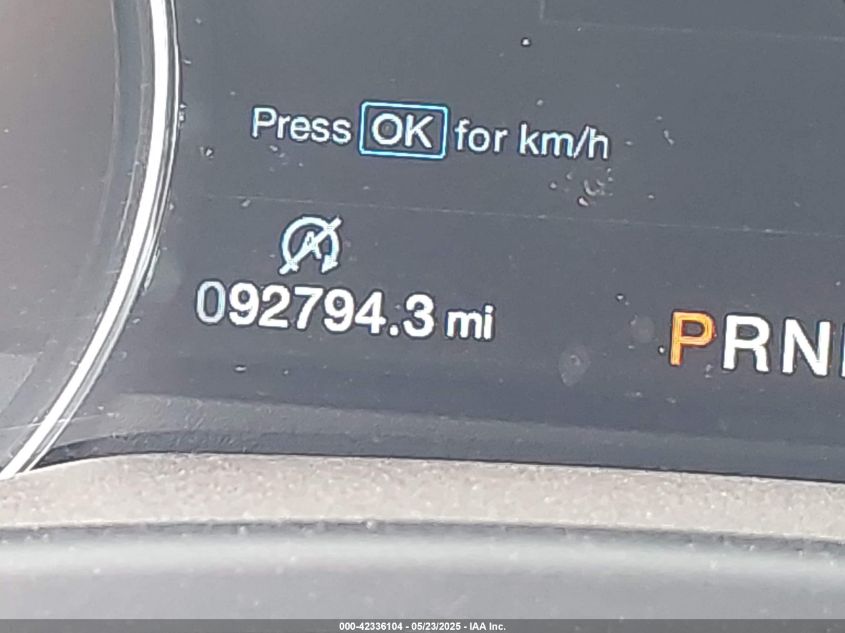 Press OK for km/h
A
092794.3 mi
PRN
000-42336104 - 05/23/2025 - IAA Inc.